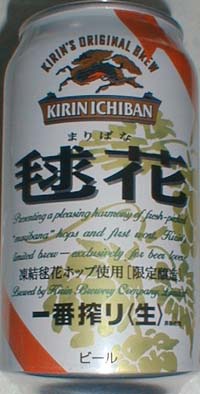 KIRIN'S ORIGINAL BREW
KIRIN ICHIBAN
まりばな
毬花
Presenting a pleasing harmony of fresh-
"maribana" hops and first wort, Kirin
limited brew—exclusively for beer lovers
凍結毬花ホップ使用[限定醸造]
Brewed by Kirin Brewery Company, Limited
一番搾り〈生〉
ビール